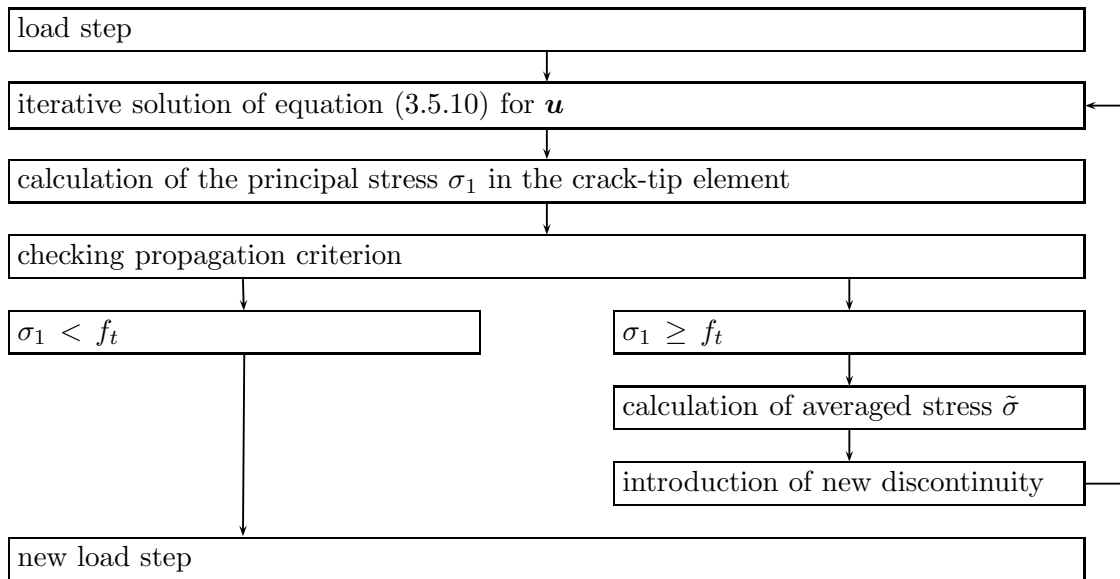 load step
iterative solution of equation (3.5.10) for u
calculation of the principal stress σ₁ in the crack-tip element
checking propagation criterion
σ₁ < fₜ
σ₁ ≥ fₜ
calculation of averaged stress σ̃
introduction of new discontinuity
new load step